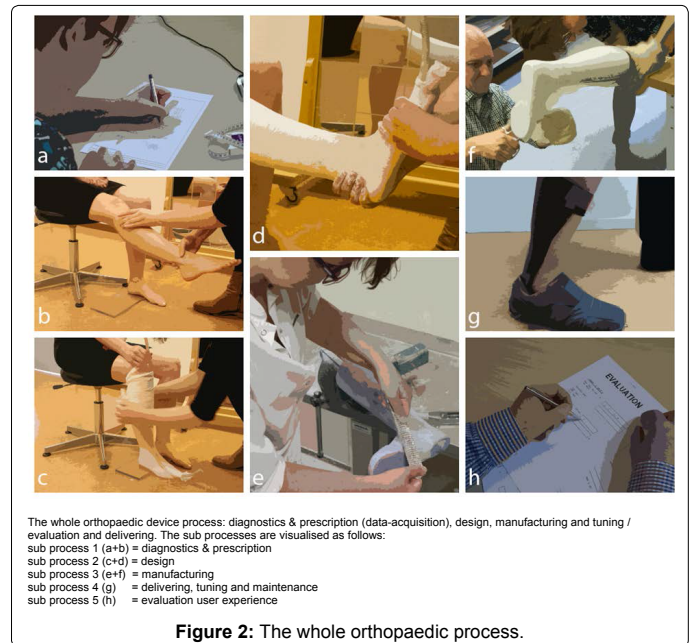 a
b
c
d
e
f
g
EVALUATION
h
The whole orthopaedic device process: diagnostics & prescription (data-acquisition), design, manufacturing and tuning /
evaluation and delivering. The sub processes are visualised as follows:
sub process 1 (a+b) = diagnostics & prescription
sub process 2 (c+d) = design
sub process 3 (e+f) = manufacturing
sub process 4 (g) = delivering, tuning and maintenance
sub process 5 (h) = evaluation user experience
Figure 2: The whole orthopaedic process.